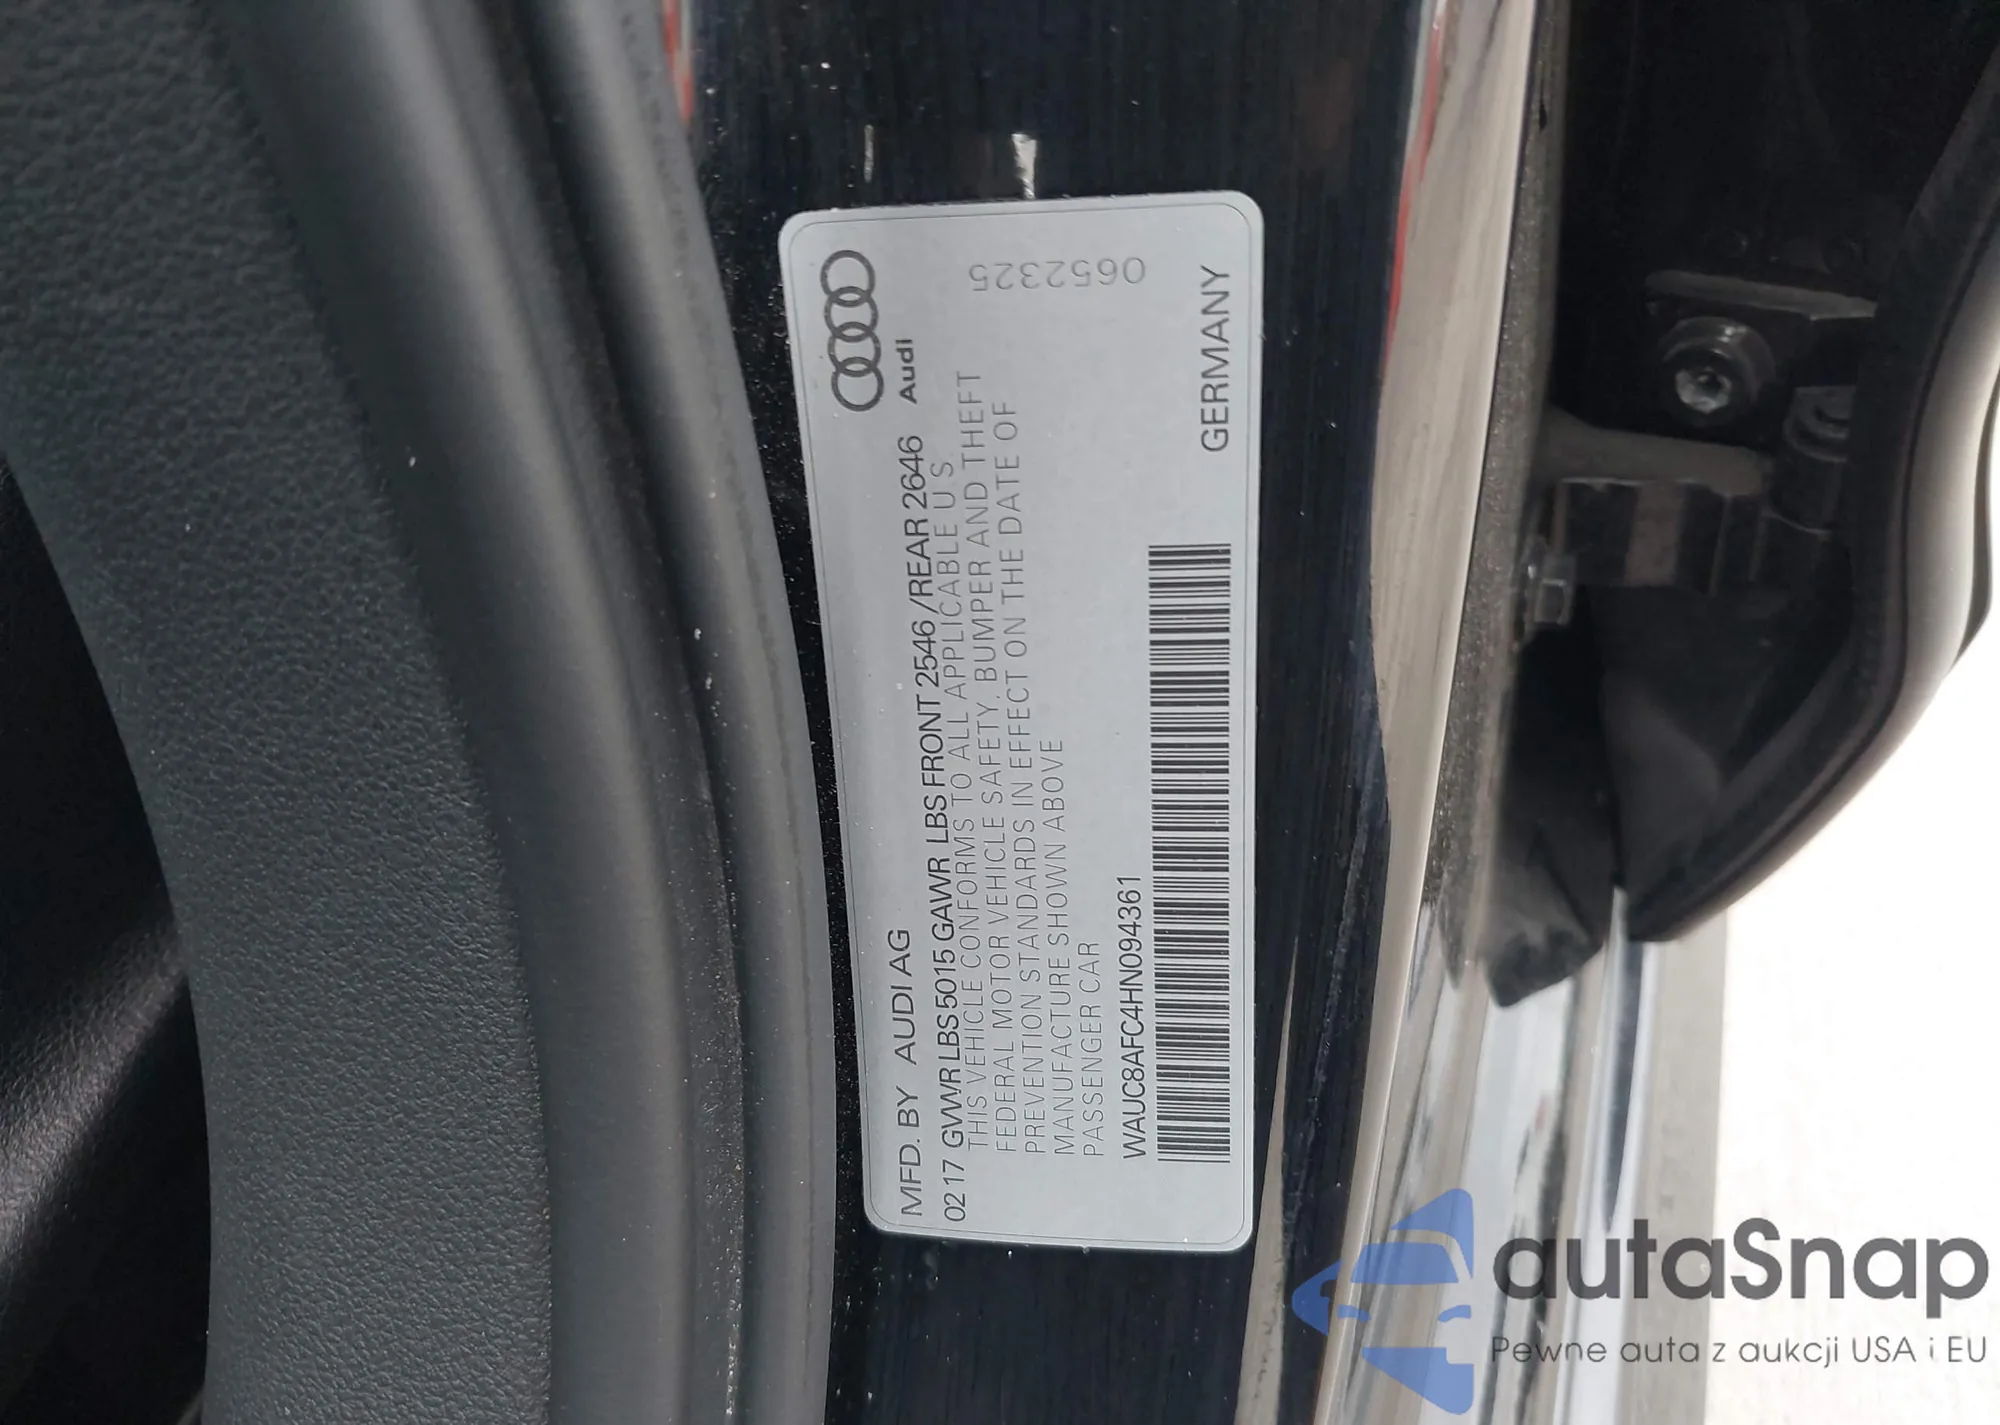 MFD. BY AUDI AG
Audi
02 17 GVWR LBS 5015 GAWR LBS FRONT 2546 /REAR 2646
THIS VEHICLE CONFORMS TO ALL APPLICABLE U S
FEDERAL MOTOR VEHICLE SAFETY, BUMPER AND THEFT
PREVENTION STANDARDS IN EFFECT ON THE DATE OF
MANUFACTURE SHOWN ABOVE
PASSENGER CAR
0652325
WAUC8AFC4HN094361
GERMANY
autaSnap
Pewne auta z aukcji USA i EU